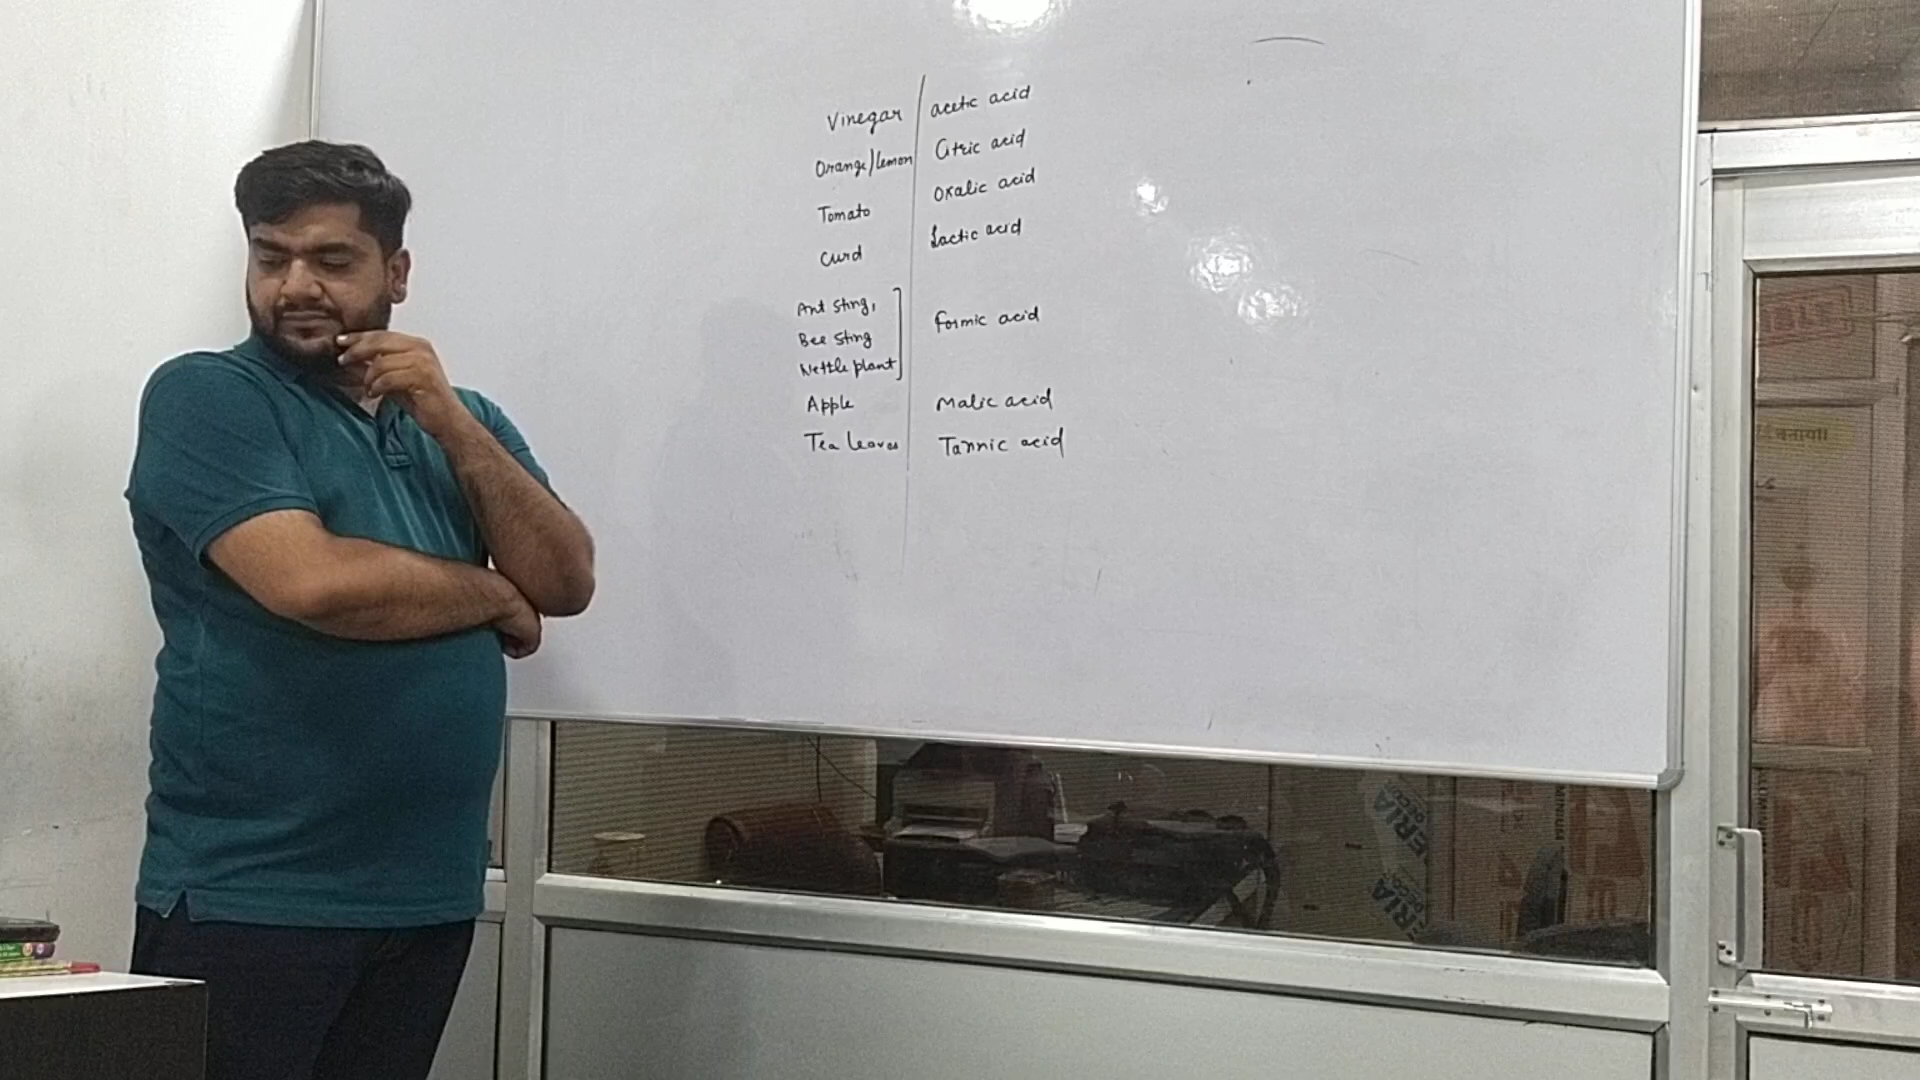 Vinegar | acetic acid
Orange/lemon | Citric acid
Tomato | Oxalic acid
Curd | Lactic acid
Ant Sting,
Bee Sting
Nettle plant] Formic acid
Apple | Malic acid
Tea leaves | Tannic acid